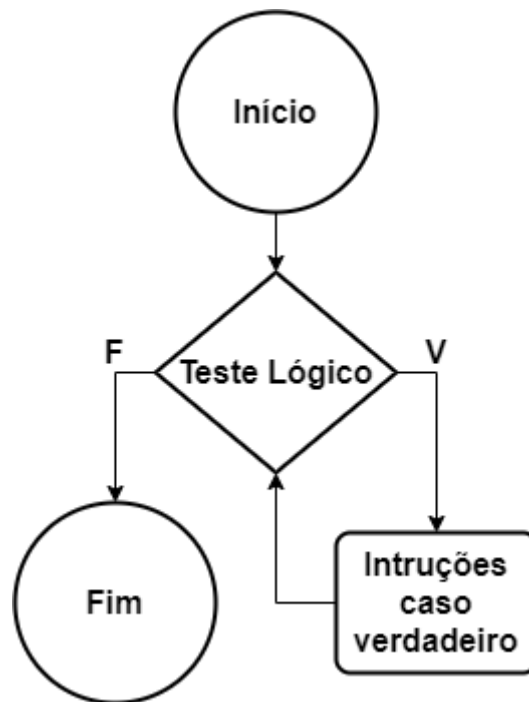 Início
F
Teste Lógico
V
Fim
Intruções
caso
verdadeiro